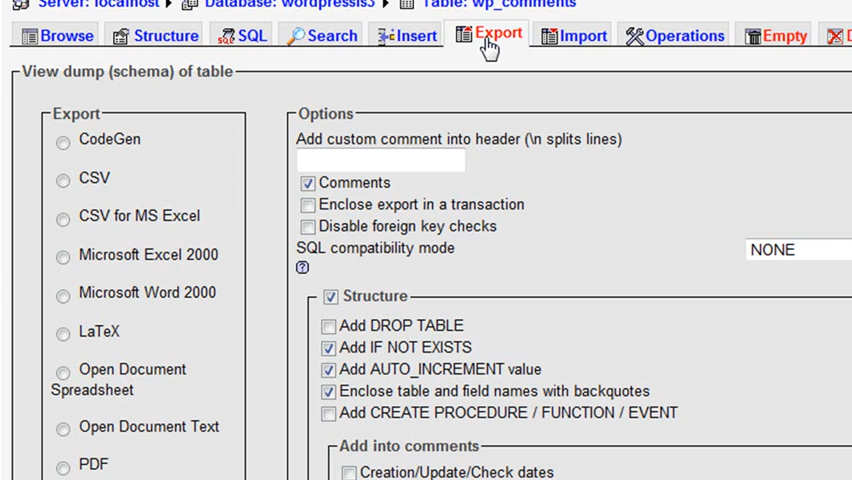 Server: localhost Database: wordpress3 Table: wp_comments
Browse Structure SQL Search Insert Export Import Operations Empty
View dump (schema) of table
Export
CodeGen
CSV
CSV for MS Excel
Microsoft Excel 2000
Microsoft Word 2000
LaTeX
Open Document
Spreadsheet
Open Document Text
PDF
Options
Add custom comment into header (\n splits lines)
Comments
Enclose export in a transaction
Disable foreign key checks
SQL compatibility mode NONE
Structure
Add DROP TABLE
Add IF NOT EXISTS
Add AUTO_INCREMENT value
Enclose table and field names with backquotes
Add CREATE PROCEDURE / FUNCTION / EVENT
Add into comments
Creation/Update/Check dates